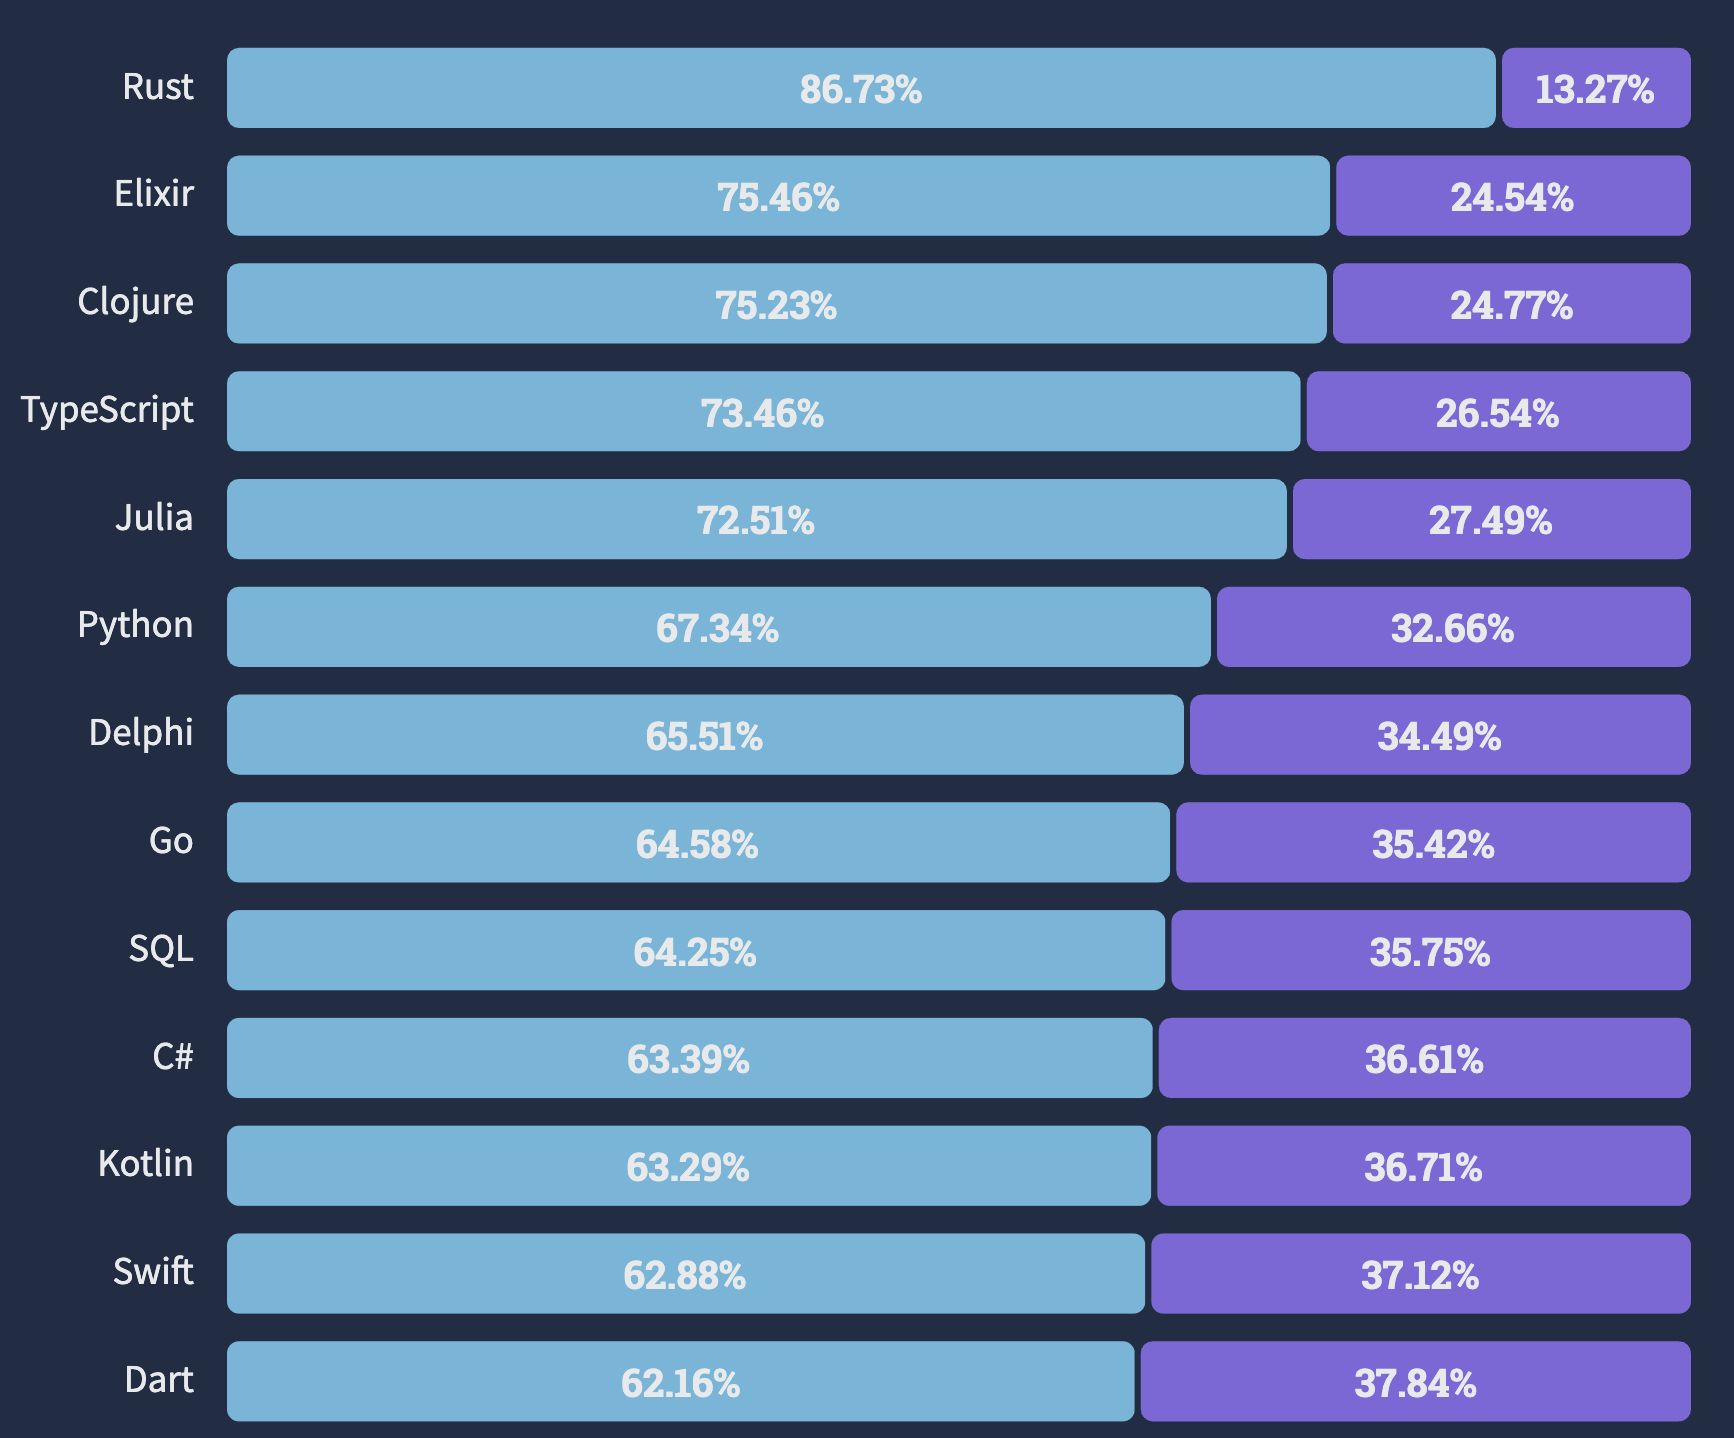 Rust 86.73% 13.27%
Elixir 75.46% 24.54%
Clojure 75.23% 24.77%
TypeScript 73.46% 26.54%
Julia 72.51% 27.49%
Python 67.34% 32.66%
Delphi 65.51% 34.49%
Go 64.58% 35.42%
SQL 64.25% 35.75%
C# 63.39% 36.61%
Kotlin 63.29% 36.71%
Swift 62.88% 37.12%
Dart 62.16% 37.84%